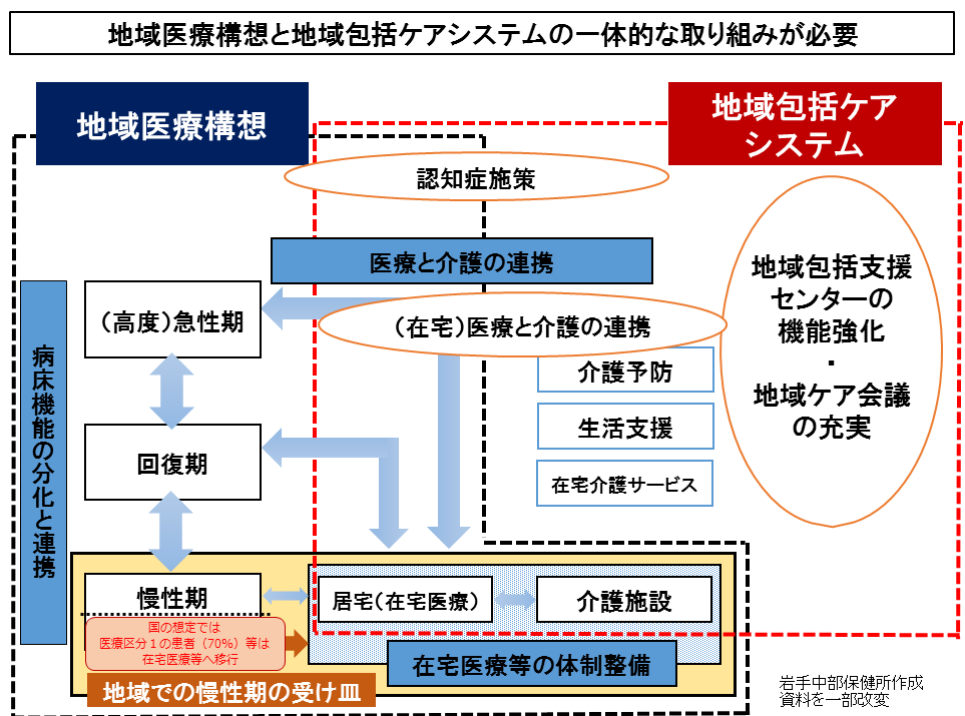 地域医療構想と地域包括ケアシステムの一体的な取り組みが必要
地域医療構想
地域包括ケア
システム
認知症施策
医療と介護の連携
(高度)急性期
(在宅)医療と介護の連携
介護予防
生活支援
在宅介護サービス
地域包括支援
センターの
機能強化
・
地域ケア会議
の充実
病床機能の分化と連携
回復期
慢性期
国の想定では
医療区分1の患者(70%)等は
在宅医療等へ移行
居宅(在宅医療)
介護施設
在宅医療等の体制整備
地域での慢性期の受け皿
岩手中部保健所作成
資料を一部改変